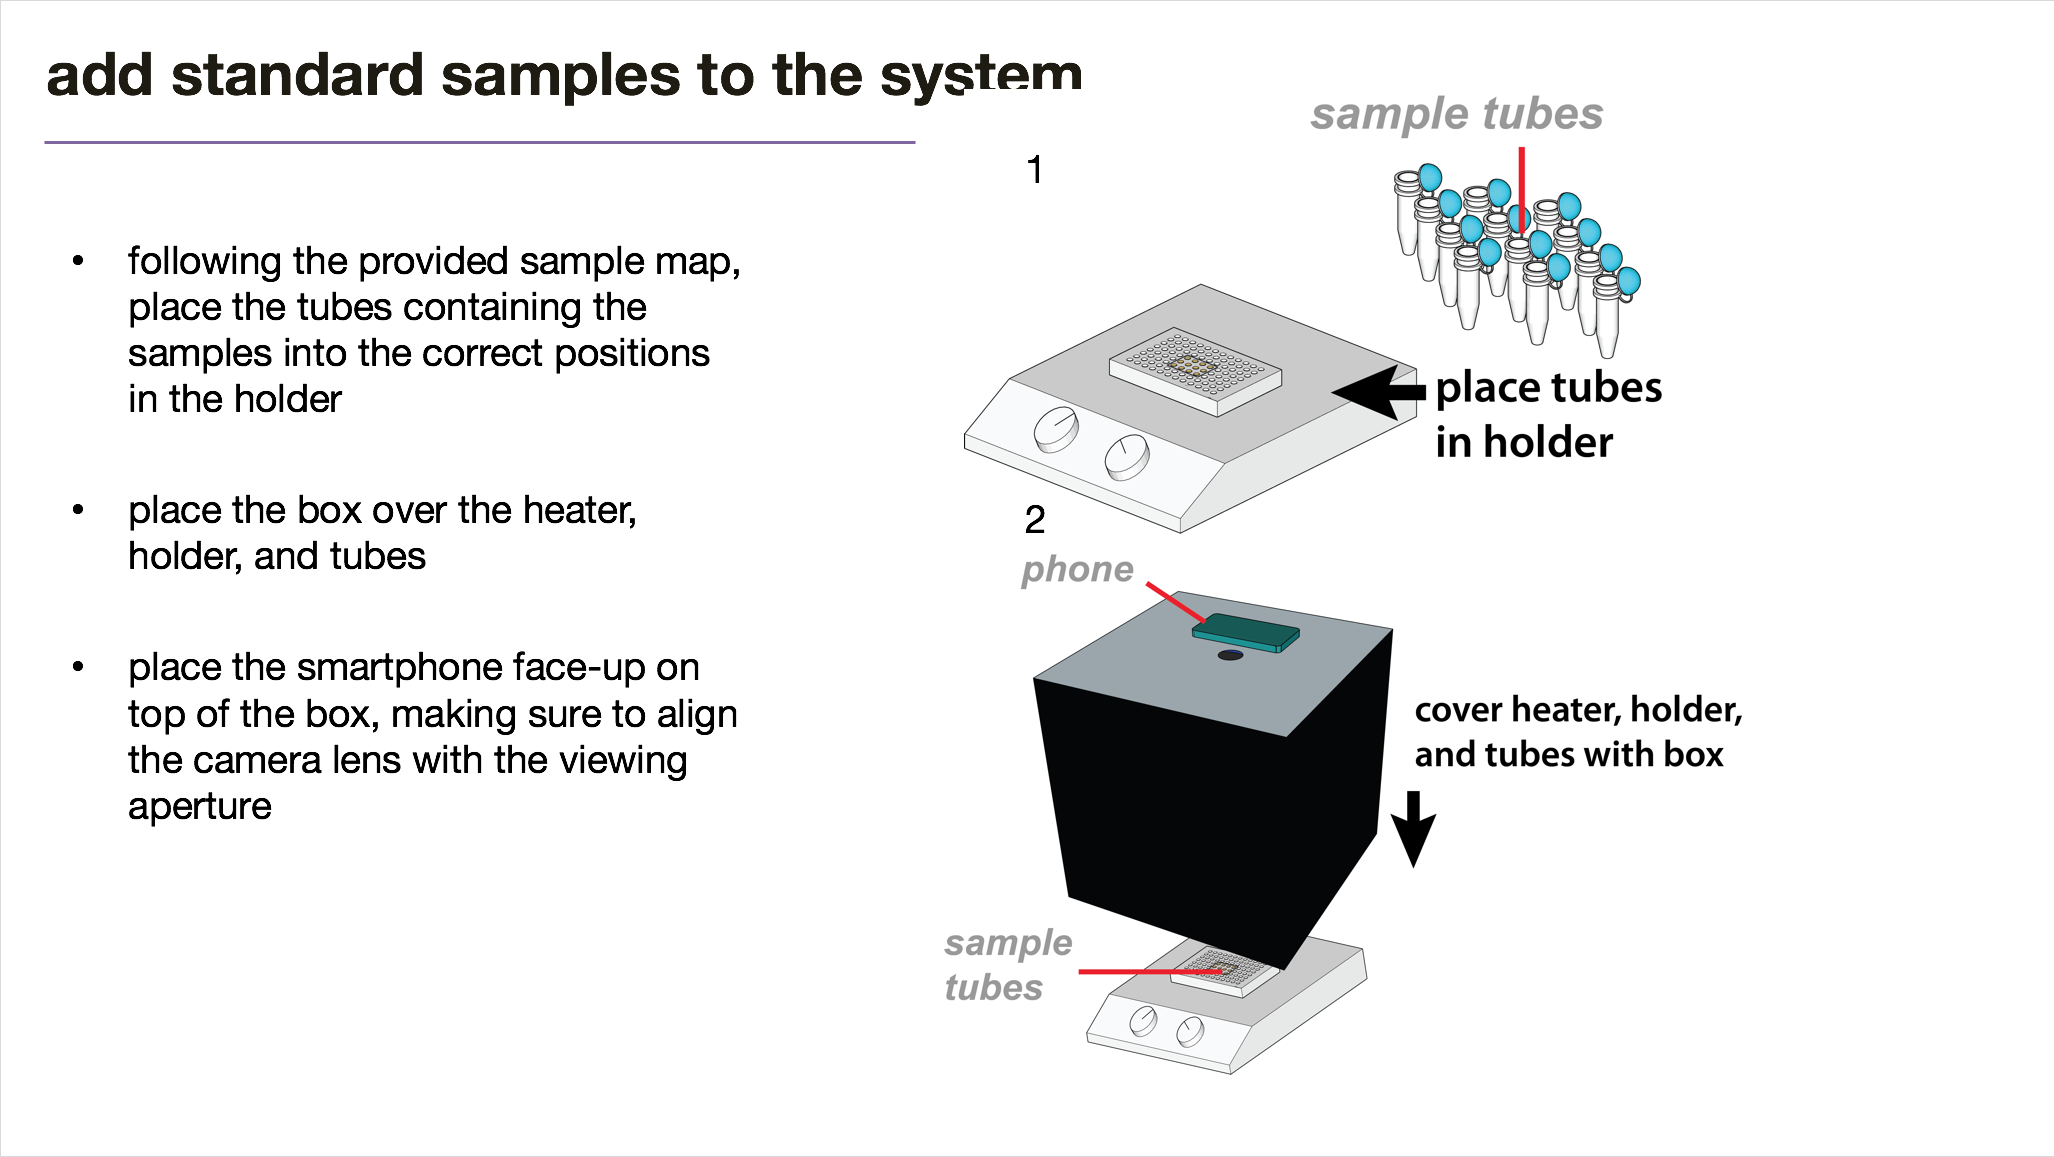 add standard samples to the system
• following the provided sample map,
place the tubes containing the
samples into the correct positions
in the holder
• place the box over the heater,
holder, and tubes
• place the smartphone face-up on
top of the box, making sure to align
the camera lens with the viewing
aperture
1
sample tubes
place tubes
in holder
2
phone
cover heater, holder,
and tubes with box
sample
tubes